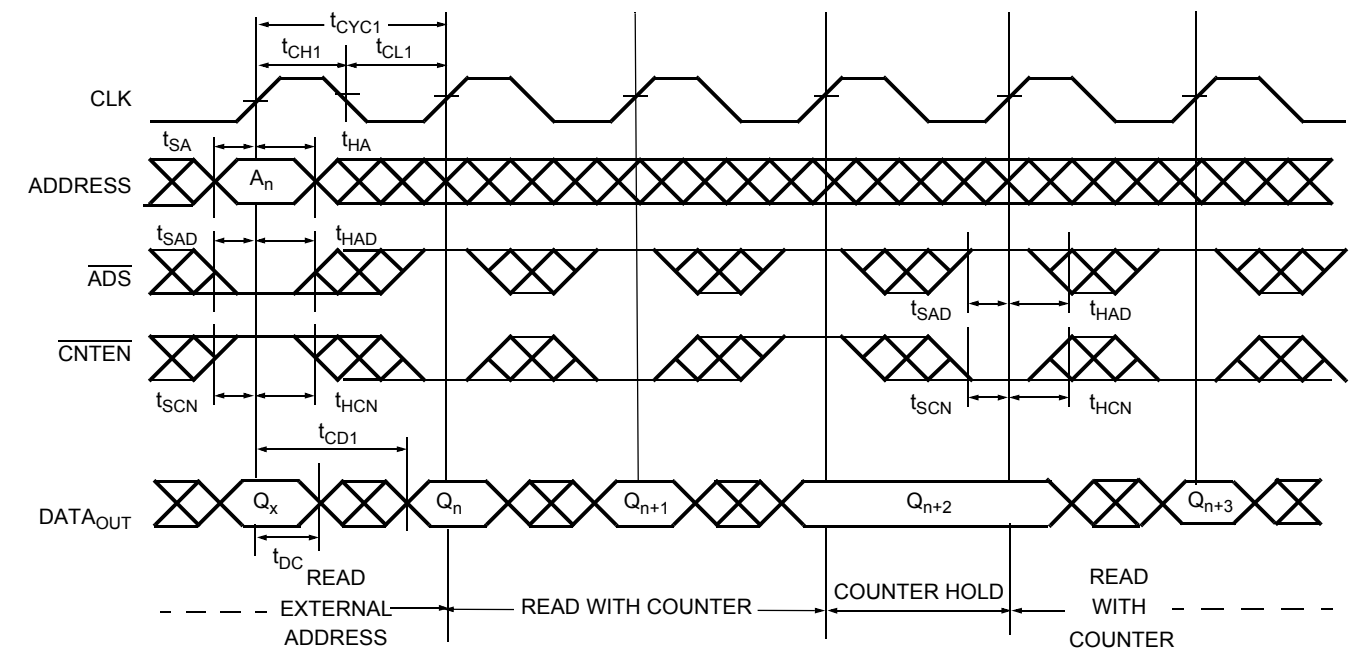 tCYC1
tCH1
tCL1
CLK
tSA
tHA
ADDRESS
An
tSAD
tHAD
ADS
tSAD
tHAD
CNTEN
tSCN
tHCN
tSCN
tHCN
tCD1
DATAOUT
Qx
Qn
Qn+1
Qn+2
Qn+3
tDC
READ
EXTERNAL
ADDRESS
READ WITH COUNTER
COUNTER HOLD
READ
WITH
COUNTER